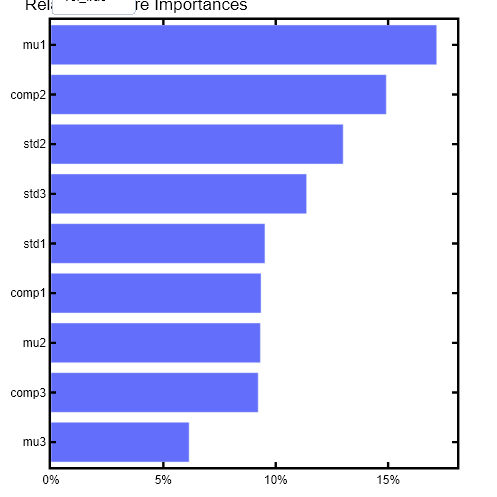 Rela re Importances
mu1
comp2
std2
std3
std1
comp1
mu2
comp3
mu3
0% 5% 10% 15%